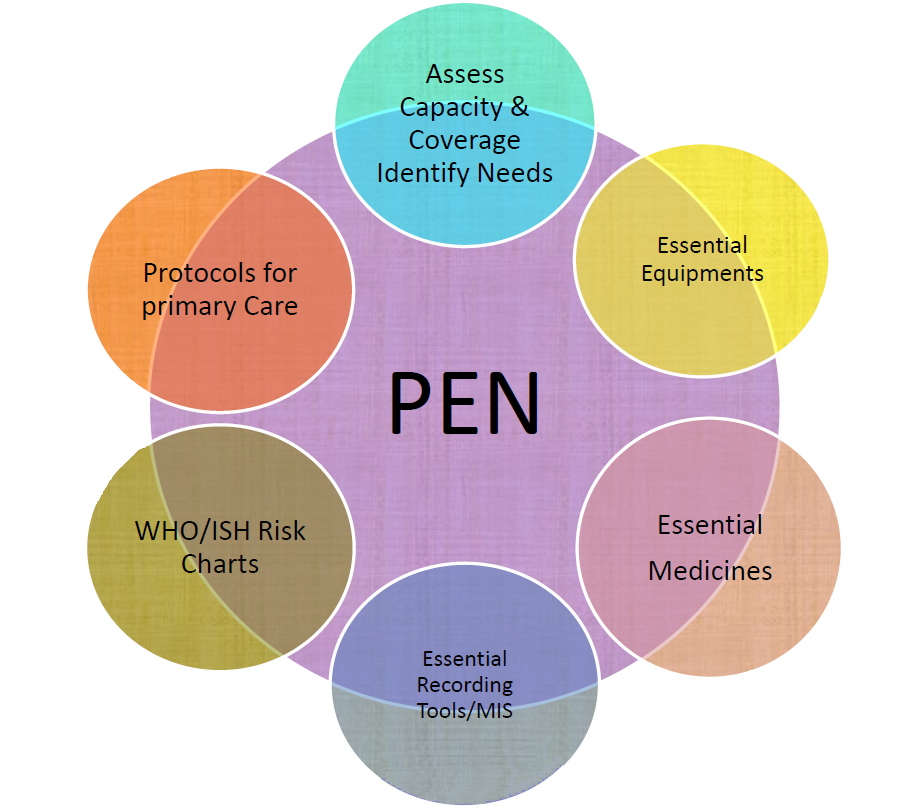 Assess
Capacity &
Coverage
Identify Needs
Essential
Equipments
Essential
Medicines
Essential
Recording
Tools/MIS
WHO/ISH Risk
Charts
Protocols for
primary Care
PEN